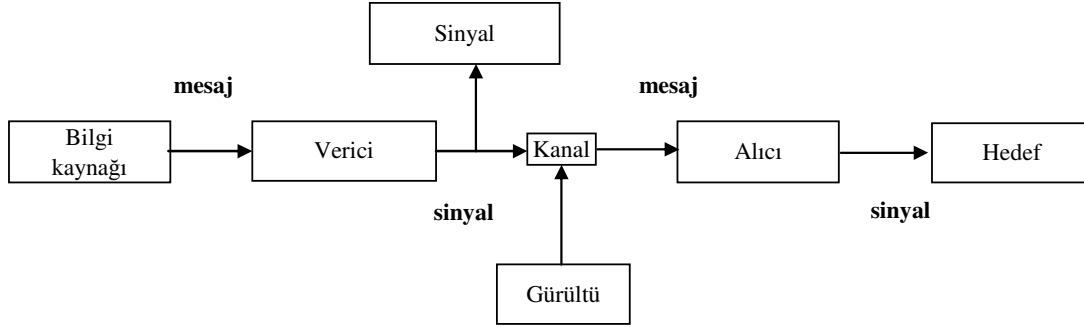 Sinyal
mesaj
mesaj
Bilgi
kaynağı
Verici
Kanal
Alıcı
Hedef
sinyal
sinyal
Gürültü